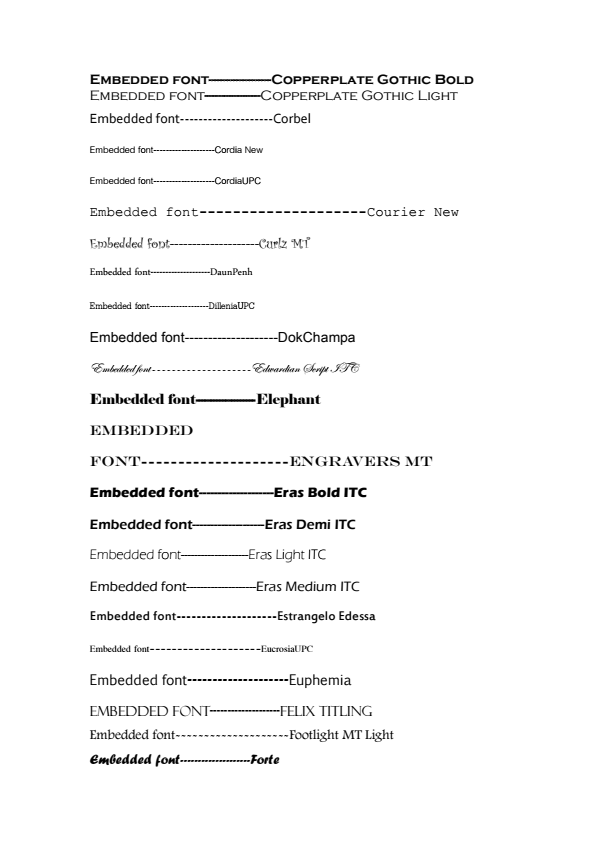 Embedded font--------------------Copperplate Gothic Bold
Embedded font--------------------Copperplate Gothic Light
Embedded font--------------------Corbel
Embedded font--------------------Cordia New
Embedded font--------------------CordiaUPC
Embedded font--------------------Courier New
Embedded font--------------------Curlz MT
Embedded font--------------------DaunPenh
Embedded font--------------------DilleniaUPC
Embedded font--------------------DokChampa
Embedded font--------------------Edwardian Script ITC
Embedded font--------------------Elephant
EMBEDDED
FONT--------------------ENGRAVERS MT
Embedded font--------------------Eras Bold ITC
Embedded font--------------------Eras Demi ITC
Embedded font--------------------Eras Light ITC
Embedded font--------------------Eras Medium ITC
Embedded font--------------------Estrangelo Edessa
Embedded font--------------------EucrosiaUPC
Embedded font--------------------Euphemia
EMBEDDED FONT--------------------FELIX TITLING
Embedded font--------------------Footlight MT Light
Embedded font--------------------Forte